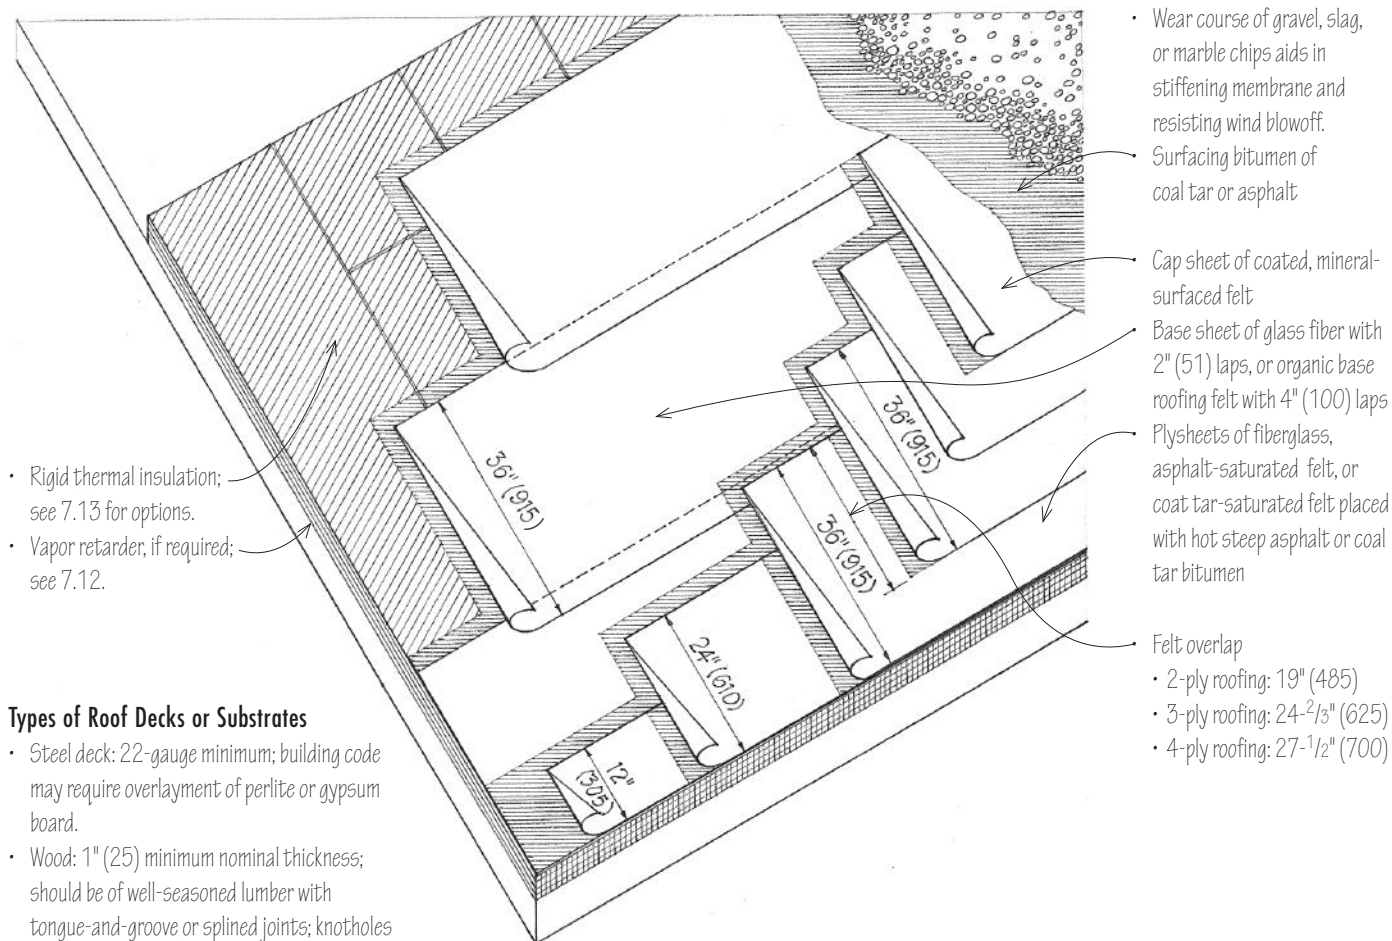 • Wear course of gravel, slag,
or marble chips aids in
stiffening membrane and
resisting wind blowoff.
• Surfacing bitumen of
coal tar or asphalt
• Cap sheet of coated, mineral-
surfaced felt
• Base sheet of glass fiber with
2" (51) laps, or organic base
roofing felt with 4" (100) laps
• Plysheets of fiberglass,
asphalt-saturated felt, or
coat tar-saturated felt placed
with hot steep asphalt or coal
tar bitumen
• Felt overlap
• 2-ply roofing: 19" (485)
• 3-ply roofing: 24-2/3" (625)
• 4-ply roofing: 27-1/2" (700)
36" (915)
36" (915)
36" (915)
24" (610)
12"
(305)
• Rigid thermal insulation;
see 7.13 for options.
• Vapor retarder, if required;
see 7.12.
Types of Roof Decks or Substrates
• Steel deck: 22-gauge minimum; building code
may require overlayment of perlite or gypsum
board.
• Wood: 1" (25) minimum nominal thickness;
should be of well-seasoned lumber with
tongue-and-groove or splined joints; knotholes